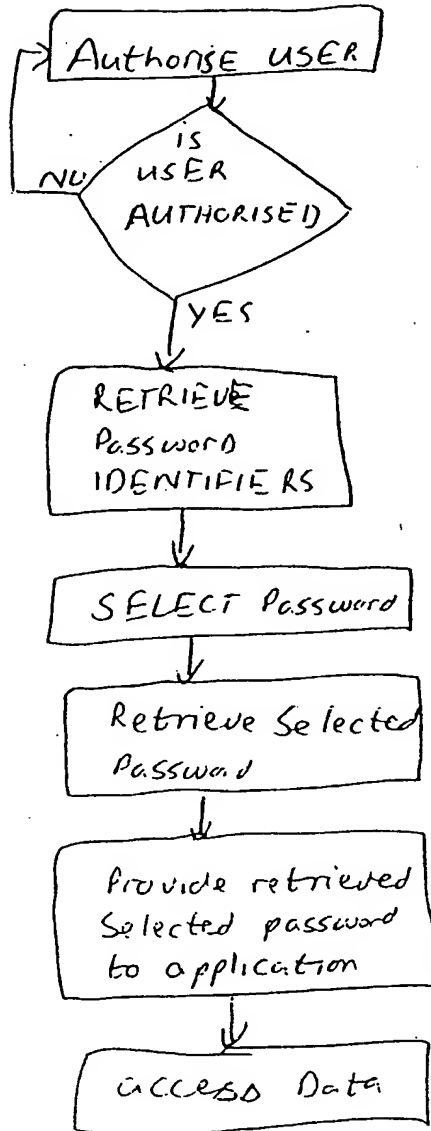 Authorise USER
is
USER
AUTHORISED
NO
YES
RETRIEVE
Password
IDENTIFIERS
SELECT Password
Retrieve Selected
Password
Provide retrieved
Selected password
to application
access Data